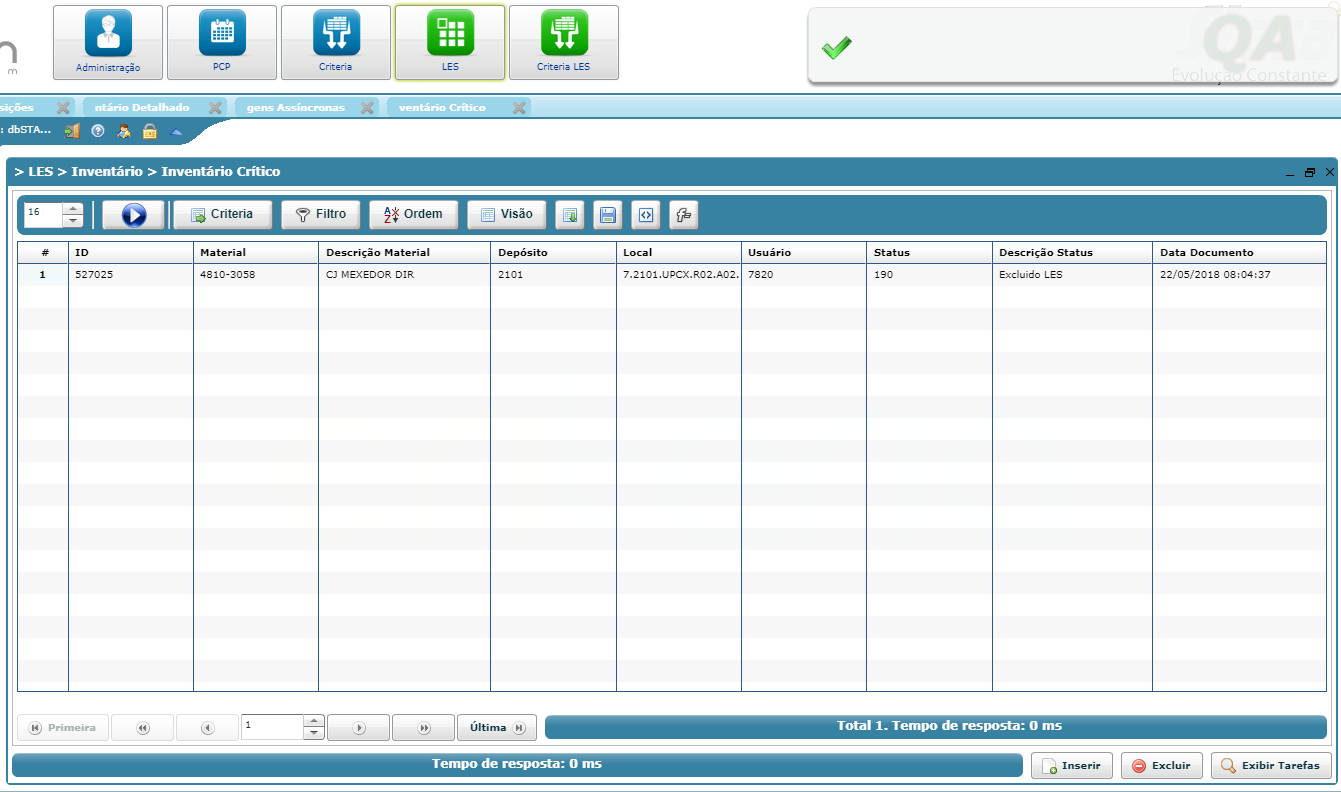 m
Administração
PCP
Criteria
LES
Criteria LES
QA
Evolução Constante
sições
ntário Detalhado
gens Assíncronas
ventário Crítico
: dbSTA...
> LES > Inventário > Inventário Crítico
16
Criteria
Filtro
Ordem
Visão
# ID Material Descrição Material Depósito Local Usuário Status Descrição Status Data Documento
1 527025 4810-3058 CJ MEXEDOR DIR 2101 7.2101.UPCX.R02.A02. 7820 190 Excluido LES 22/05/2018 08:04:37
Primeira
1
Última
Total 1. Tempo de resposta: 0 ms
Tempo de resposta: 0 ms
Inserir
Excluir
Exibir Tarefas